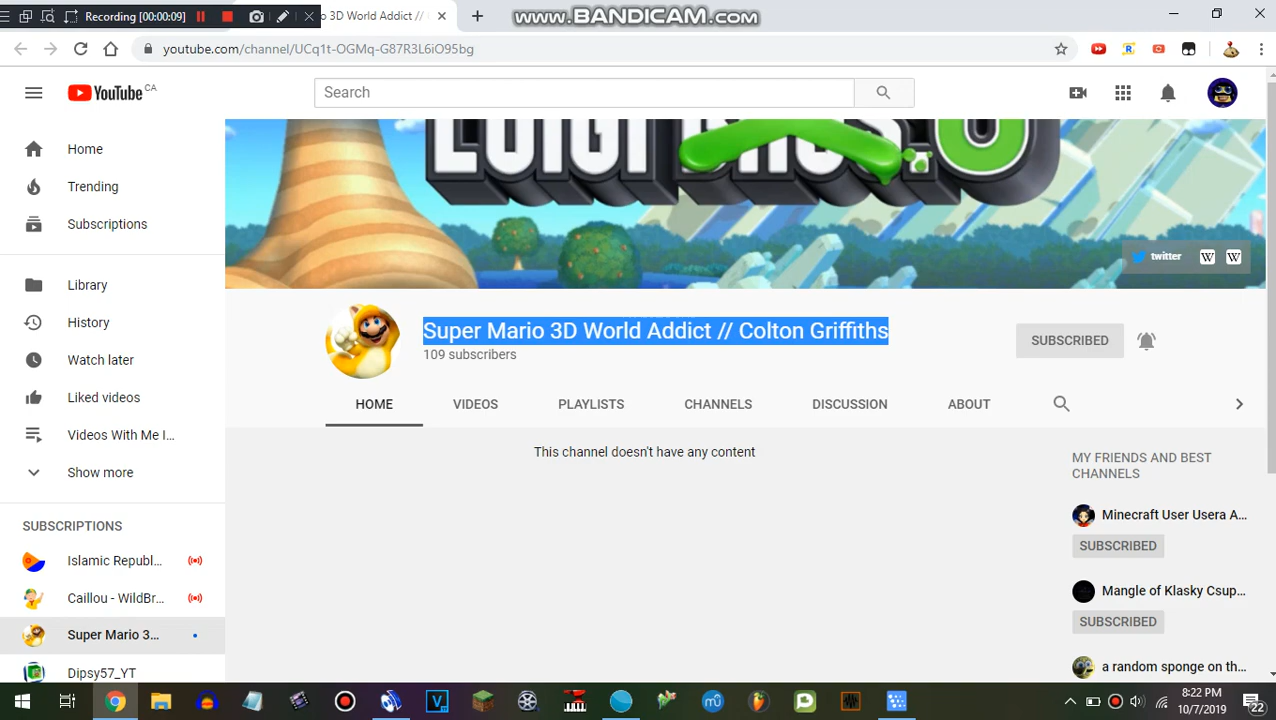 Recording [00:00:09]
o 3D World Addict //
www.BANDICAM.com
youtube.com/channel/UCq1t-OGMq-G87R3L6iO95bg
YouTube CA
Search
Home
Trending
Subscriptions
Library
History
Watch later
Liked videos
Videos With Me I...
Show more
SUBSCRIPTIONS
Islamic Republ...
Caillou - WildBr...
Super Mario 3...
Dipsy57_YT
LUIGI
twitter
W
W
Super Mario 3D World Addict // Colton Griffiths
109 subscribers
SUBSCRIBED
HOME
VIDEOS
PLAYLISTS
CHANNELS
DISCUSSION
ABOUT
This channel doesn't have any content
MY FRIENDS AND BEST
CHANNELS
Minecraft User Usera A...
SUBSCRIBED
Mangle of Klasky Csup...
SUBSCRIBED
a random sponge on th...
8:22 PM
10/7/2019
22